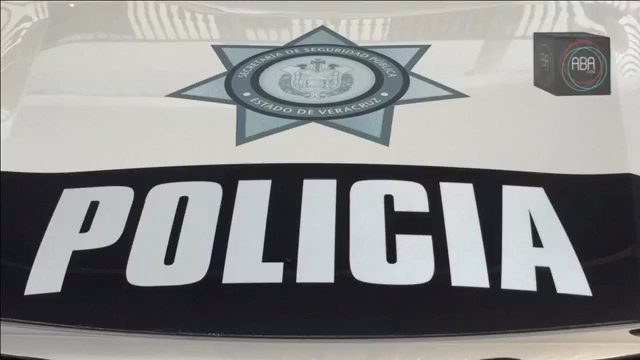 SECRETARÍA DE SEGURIDAD PÚBLICA
ESTADO DE VERACRUZ
ABA
POLICIA